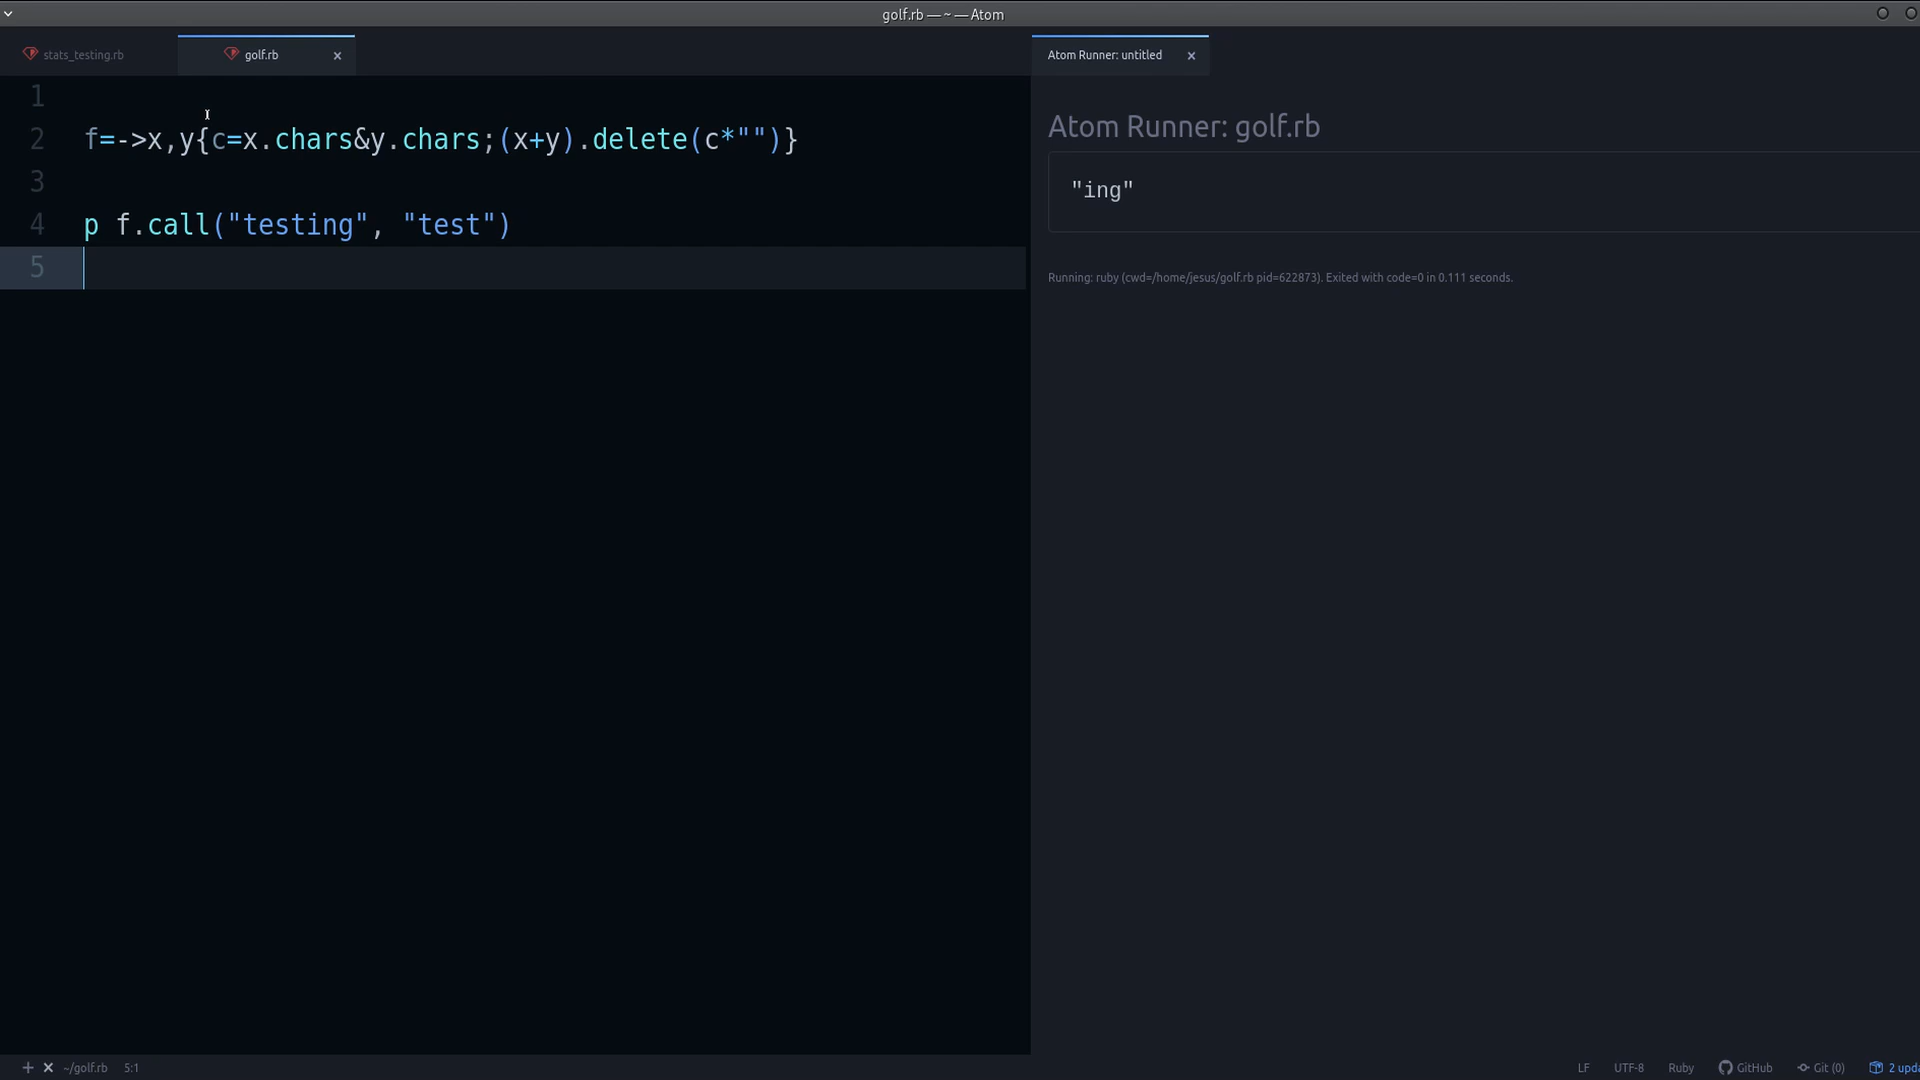 golf.rb — ~ — Atom
stats_testing.rb
golf.rb
Atom Runner: untitled
1
2 f=->x,y{c=x.chars&y.chars;(x+y).delete(c*"")}
3
4 p f.call("testing", "test")
5
Atom Runner: golf.rb
"ing"
Running: ruby (cwd=/home/jesus/golf.rb pid=622873). Exited with code=0 in 0.111 seconds.
~/golf.rb 5:1
LF UTF-8 Ruby GitHub Git (0) 2